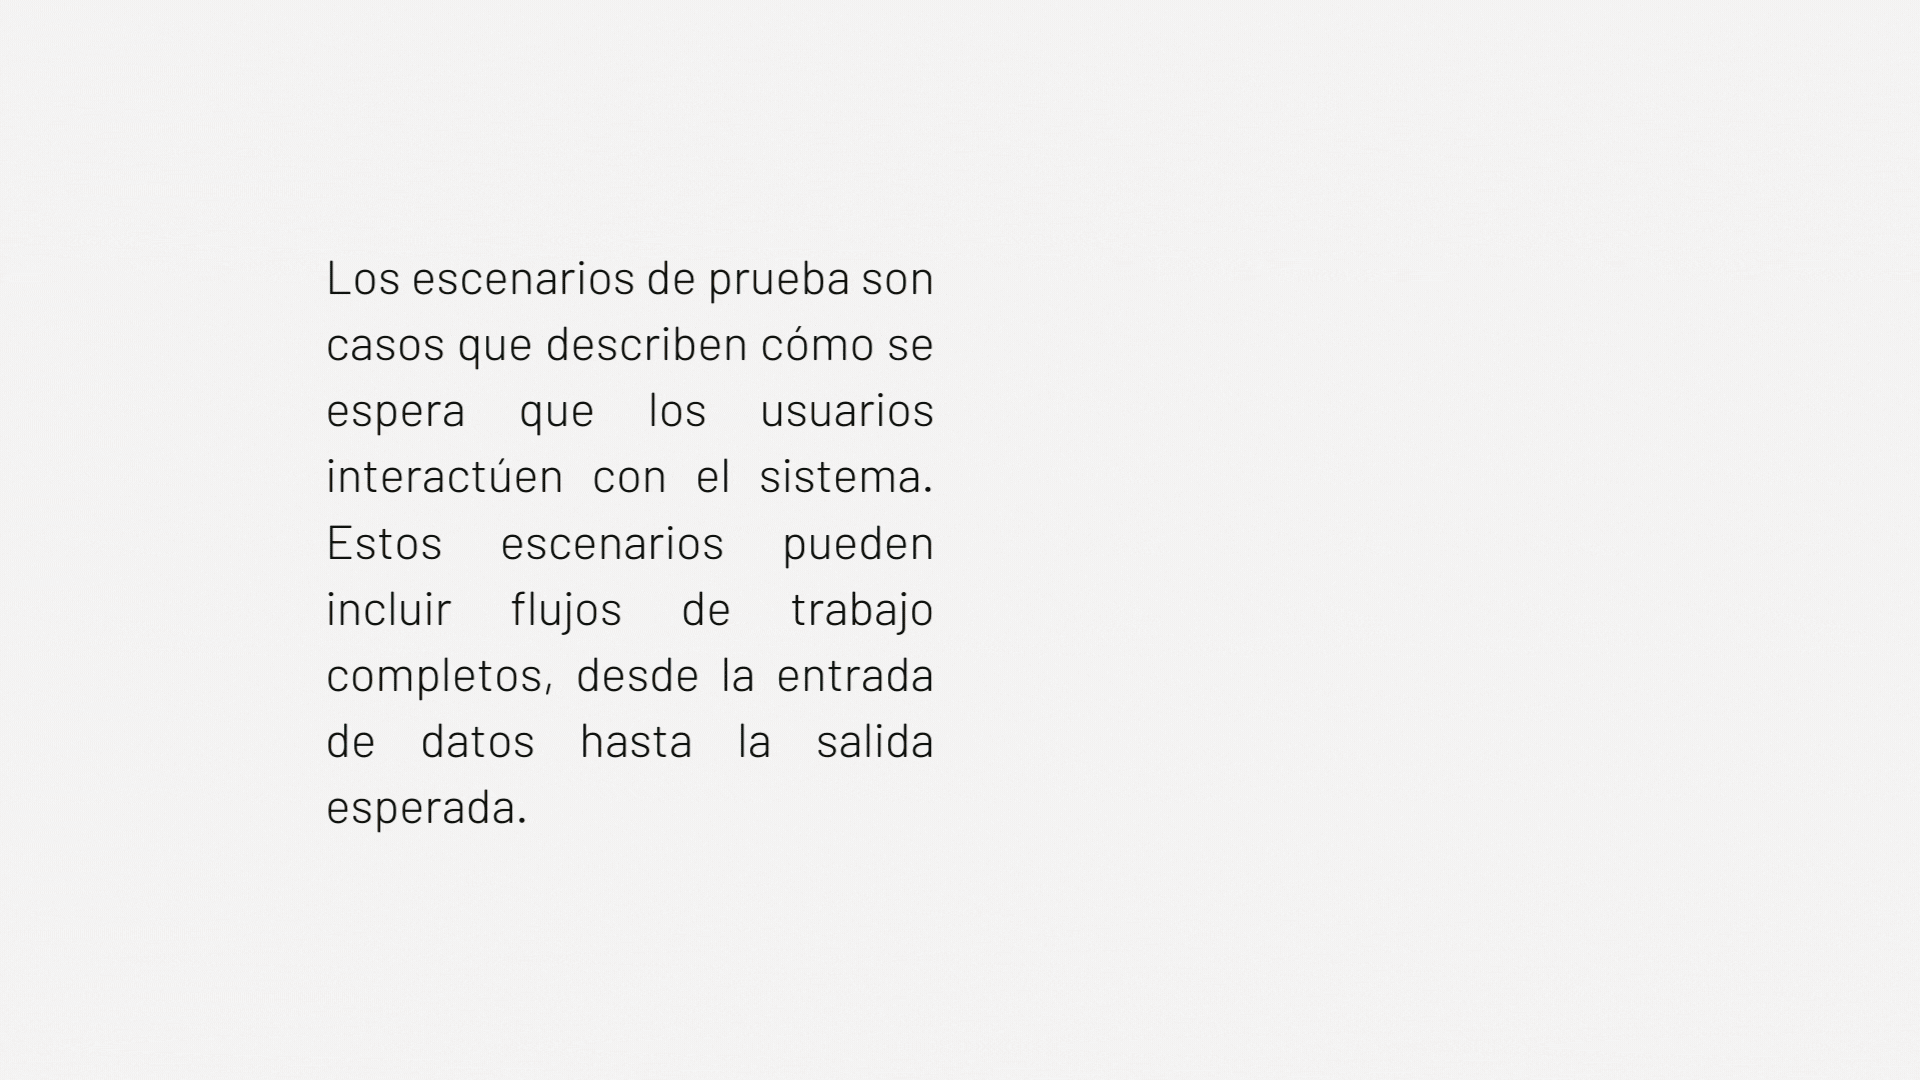 Los escenarios de prueba son
casos que describen cómo se
espera que los usuarios
interactúen con el sistema.
Estos escenarios pueden
incluir flujos de trabajo
completos, desde la entrada
de datos hasta la salida
esperada.